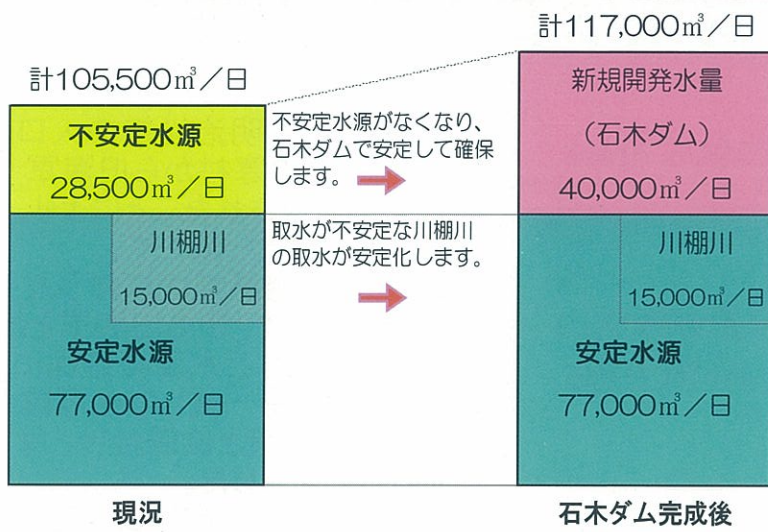 計105,500㎥／日
不安定水源
28,500㎥／日
川棚川
15,000㎥／日
安定水源
77,000㎥／日
現況
不安定水源がなくなり、
石木ダムで安定して確保
します。
取水が不安定な川棚川
の取水が安定化します。
計117,000㎥／日
新規開発水量
（石木ダム）
40,000㎥／日
川棚川
15,000㎥／日
安定水源
77,000㎥／日
石木ダム完成後